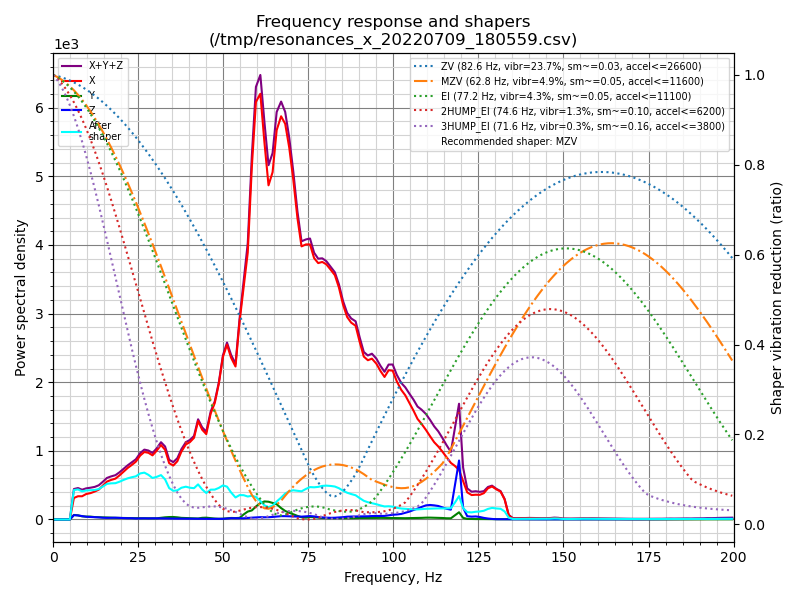 Frequency response and shapers
(/tmp/resonances_x_20220709_180559.csv)
1e3
X+Y+Z
X
Y
Z
After
shaper
ZV (82.6 Hz, vibr=23.7%, sm~=0.03, accel<=26600)
MZV (62.8 Hz, vibr=4.9%, sm~=0.05, accel<=11600)
EI (77.2 Hz, vibr=4.3%, sm~=0.05, accel<=11100)
2HUMP_EI (74.6 Hz, vibr=1.3%, sm~=0.10, accel<=6200)
3HUMP_EI (71.6 Hz, vibr=0.3%, sm~=0.16, accel<=3800)
Recommended shaper: MZV
Power spectral density
6
5
4
3
2
1
0
1.0
0.8
0.6
0.4
0.2
0.0
Shaper vibration reduction (ratio)
0 25 50 75 100 125 150 175 200
Frequency, Hz